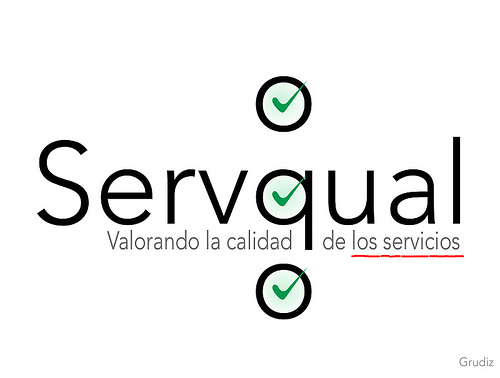 Servqual
Valorando la calidad de los servicios
Grudiz